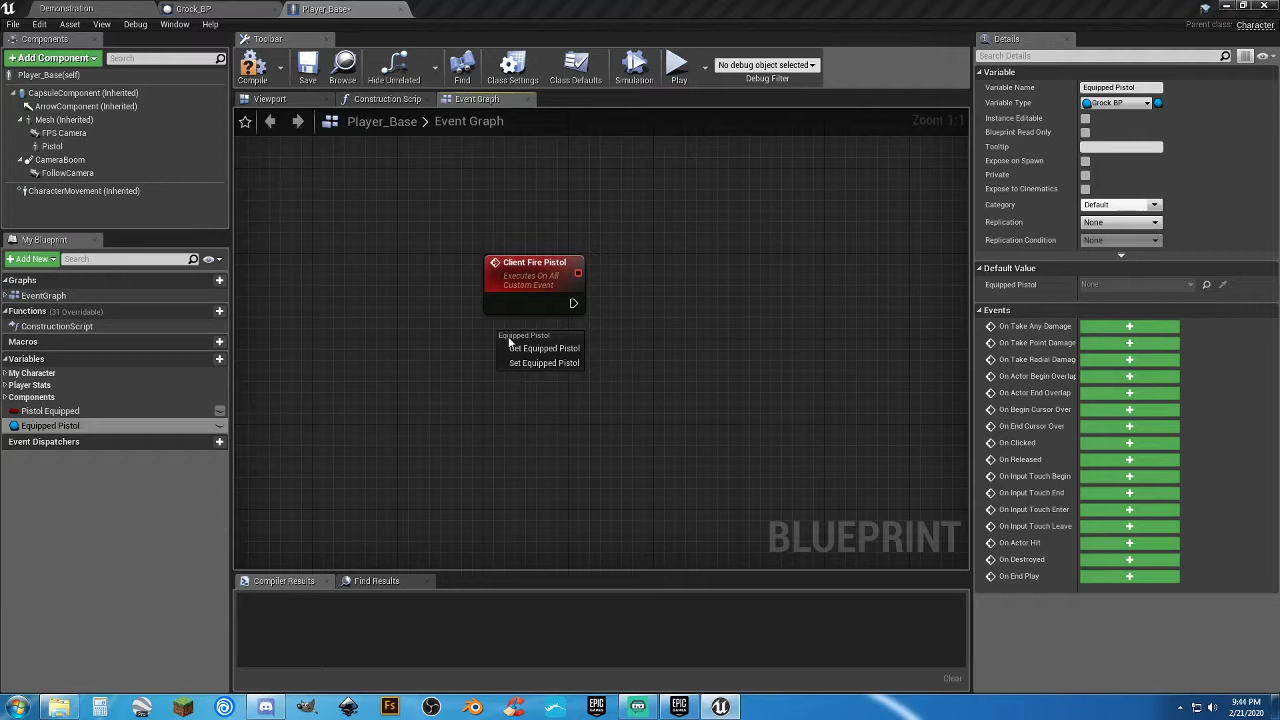 Demonstration
Grock_BP
Player_Base*
File Edit Asset View Debug Window Help
Parent class: Character
Components
+Add Component
Search
Player_Base(self)
CapsuleComponent (Inherited)
ArrowComponent (Inherited)
Mesh (Inherited)
FPS Camera
Pistol
CameraBoom
FollowCamera
CharacterMovement (Inherited)
My Blueprint
+Add New
Search
Graphs
EventGraph
Functions (31 Overridable)
ConstructionScript
Macros
Variables
My Character
Player Stats
Components
Pistol Equipped
Equipped Pistol
Event Dispatchers
Toolbar
Compile
Save
Browse
Hide Unrelated
Find
Class Settings
Class Defaults
Simulation
Play
No debug object selected
Debug Filter
Viewport
Construction Scrip
Event Graph
Player_Base > Event Graph
Zoom 1:1
Client Fire Pistol
Executes On All
Custom Event
Equipped Pistol
Get Equipped Pistol
Set Equipped Pistol
BLUEPRINT
Compiler Results
Find Results
Clear
Details
Search Details
Variable
Variable Name Equipped Pistol
Variable Type Grock BP
Instance Editable
Blueprint Read Only
Tooltip
Expose on Spawn
Private
Expose to Cinematics
Category Default
Replication None
Replication Condition None
Default Value
Equipped Pistol None
Events
On Take Any Damage
On Take Point Damage
On Take Radial Damag
On Actor Begin Overlap
On Actor End Overlap
On Begin Cursor Over
On End Cursor Over
On Clicked
On Released
On Input Touch Begin
On Input Touch End
On Input Touch Enter
On Input Touch Leave
On Actor Hit
On Destroyed
On End Play
Pro
Fs
EPIC GAMES
EPIC GAMES
9:44 PM
2/21/2020